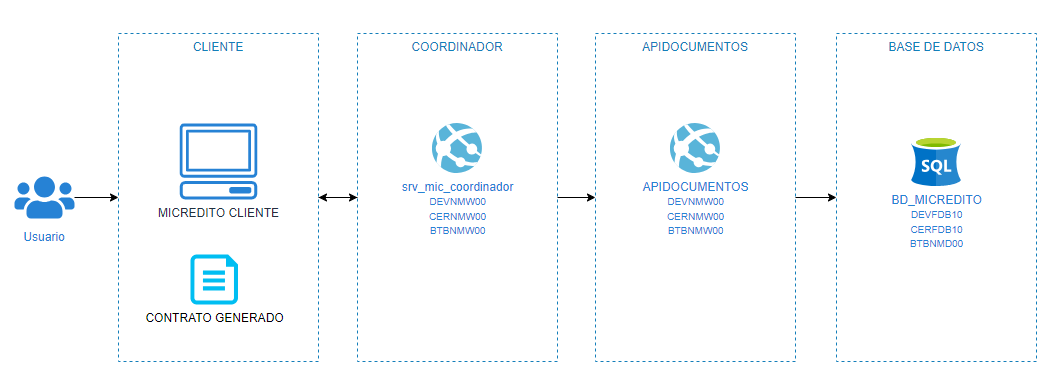 CLIENTE
COORDINADOR
APIDOCUMENTOS
BASE DE DATOS
Usuario
MICREDITO CLIENTE
CONTRATO GENERADO
srv_mic_coordinador
DEVNMW00
CERNMW00
BTBNMW00
APIDOCUMENTOS
DEVNMW00
CERNMW00
BTBNMW00
SQL
BD_MICREDITO
DEVFDB10
CERFDB10
BTBNMD00